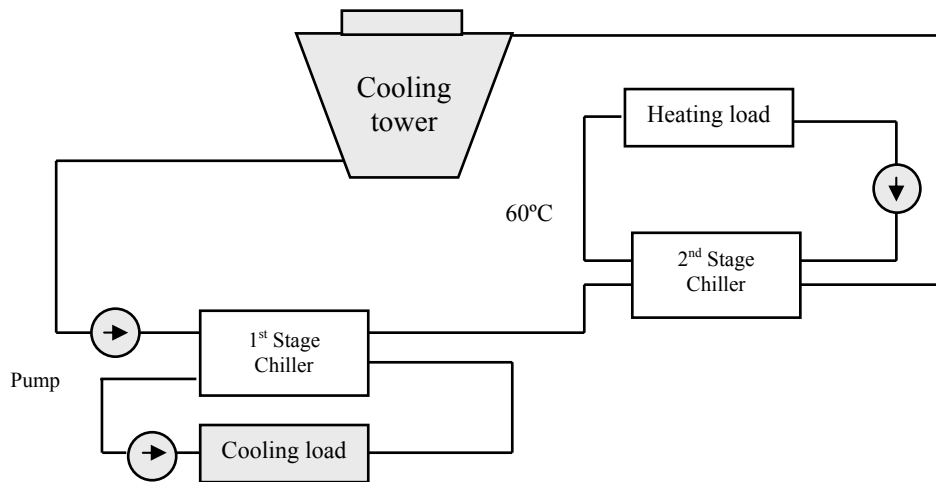 Cooling
tower
Heating load
60ºC
2nd Stage
Chiller
1st Stage
Chiller
Pump
Cooling load